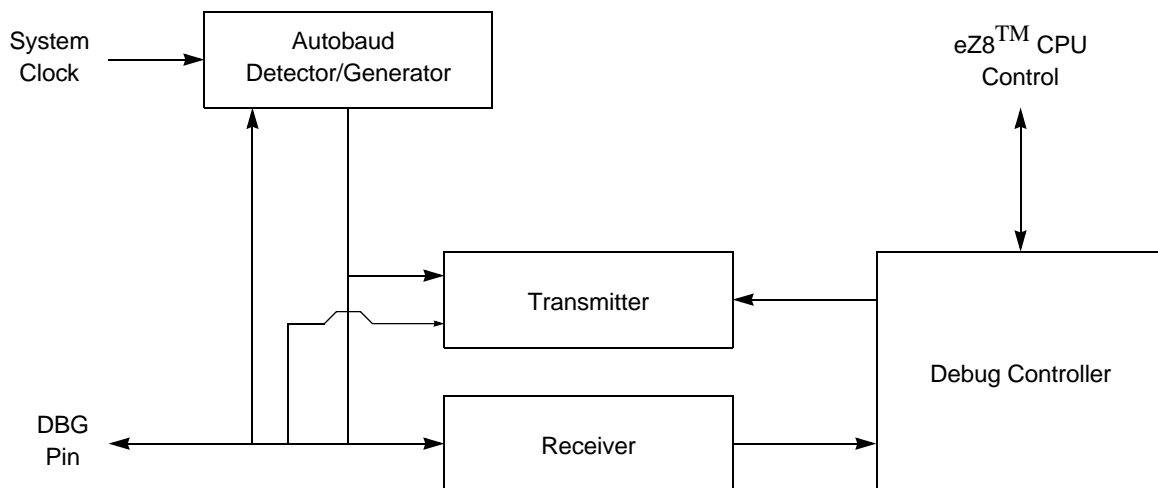 System
Clock
Autobaud
Detector/Generator
eZ8™ CPU
Control
Transmitter
Debug Controller
DBG
Pin
Receiver